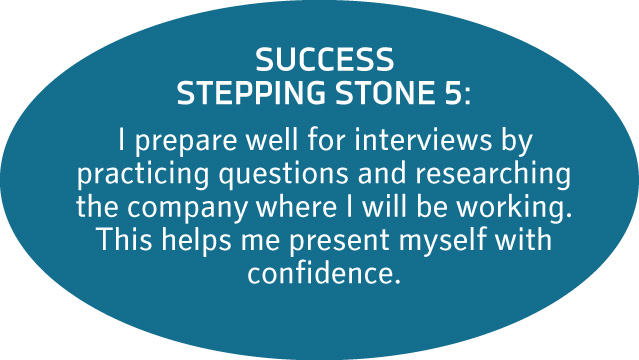 SUCCESS
STEPPING STONE 5:
I prepare well for interviews by
practicing questions and researching
the company where I will be working.
This helps me present myself with
confidence.